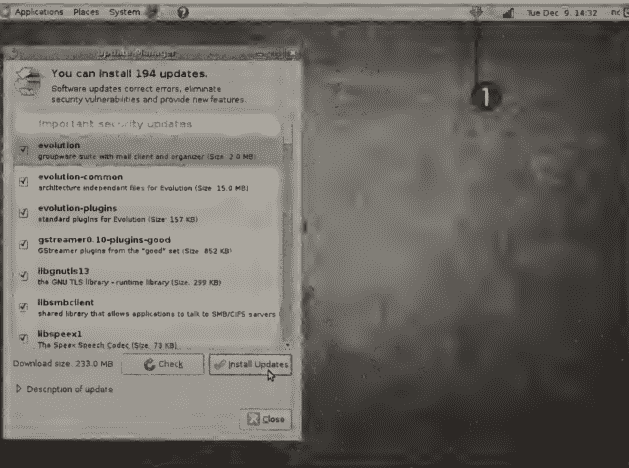 Applications Places System
Tue Dec 9, 14:32
nc
1
Update Manager
You can install 194 updates.
Software updates correct errors, eliminate
security vulnerabilities and provide new features.
Important security updates
evolution
groupware suite with mail client and organizer (Size: 2.0 MB)
evolution-common
architecture independent files for Evolution (Size: 15.0 MB)
evolution-plugins
standard plugins for Evolution (Size: 157 KB)
gstreamer0.10-plugins-good
GStreamer plugins from the "good" set (Size: 852 KB)
libgnutls13
the GNU TLS library - runtime library (Size: 299 KB)
libsmbclient
shared library that allows applications to talk to SMB/CIFS servers
libspeex1
The Speex Speech Codec (Size: 73 KB)
Download size: 233.0 MB
Check
Install Updates
Description of update
Close